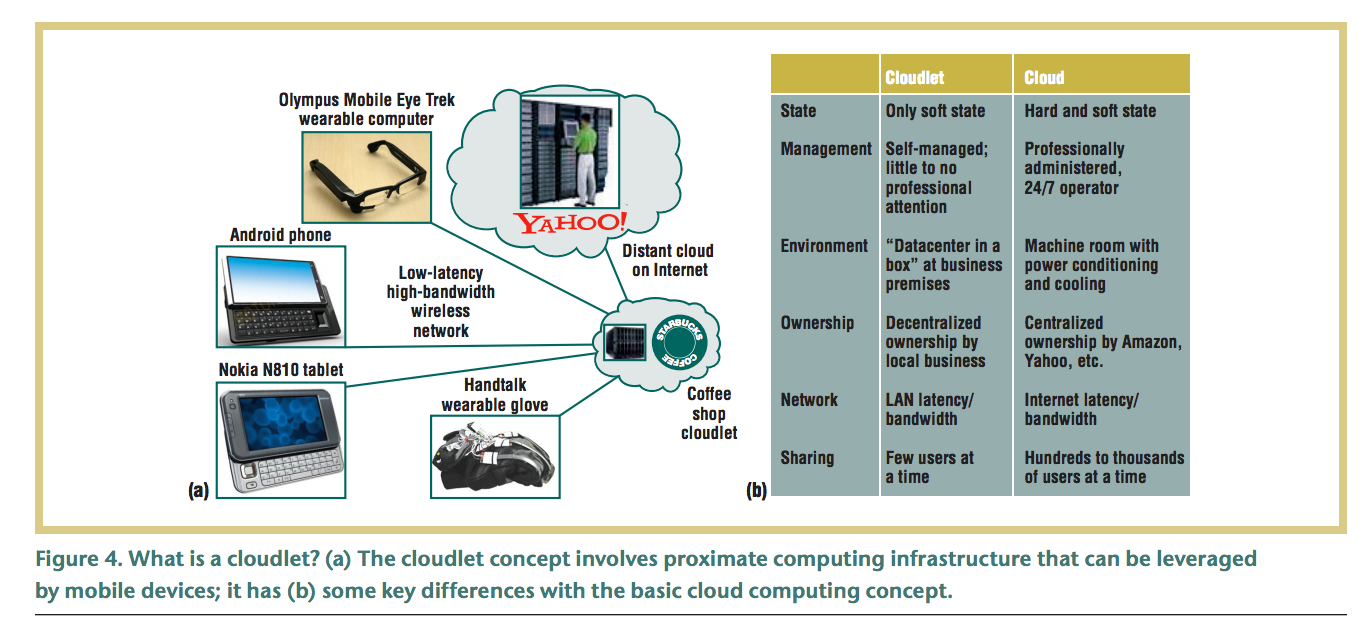 Olympus Mobile Eye Trek
wearable computer
YAHOO!
Distant cloud
on Internet
Android phone
Low-latency
high-bandwidth
wireless
network
STARBUCKS
COFFEE
Nokia N810 tablet
Handtalk
wearable glove
Coffee
shop
cloudlet
(a)
(b)
Cloudlet Cloud
State Only soft state Hard and soft state
Management Self-managed; Professionally
little to no administered,
professional 24/7 operator
attention
Environment “Datacenter in a Machine room with
box” at business power conditioning
premises and cooling
Ownership Decentralized Centralized
ownership by ownership by Amazon,
local business Yahoo, etc.
Network LAN latency/ Internet latency/
bandwidth bandwidth
Sharing Few users at Hundreds to thousands
a time of users at a time
Figure 4. What is a cloudlet? (a) The cloudlet concept involves proximate computing infrastructure that can be leveraged
by mobile devices; it has (b) some key differences with the basic cloud computing concept.